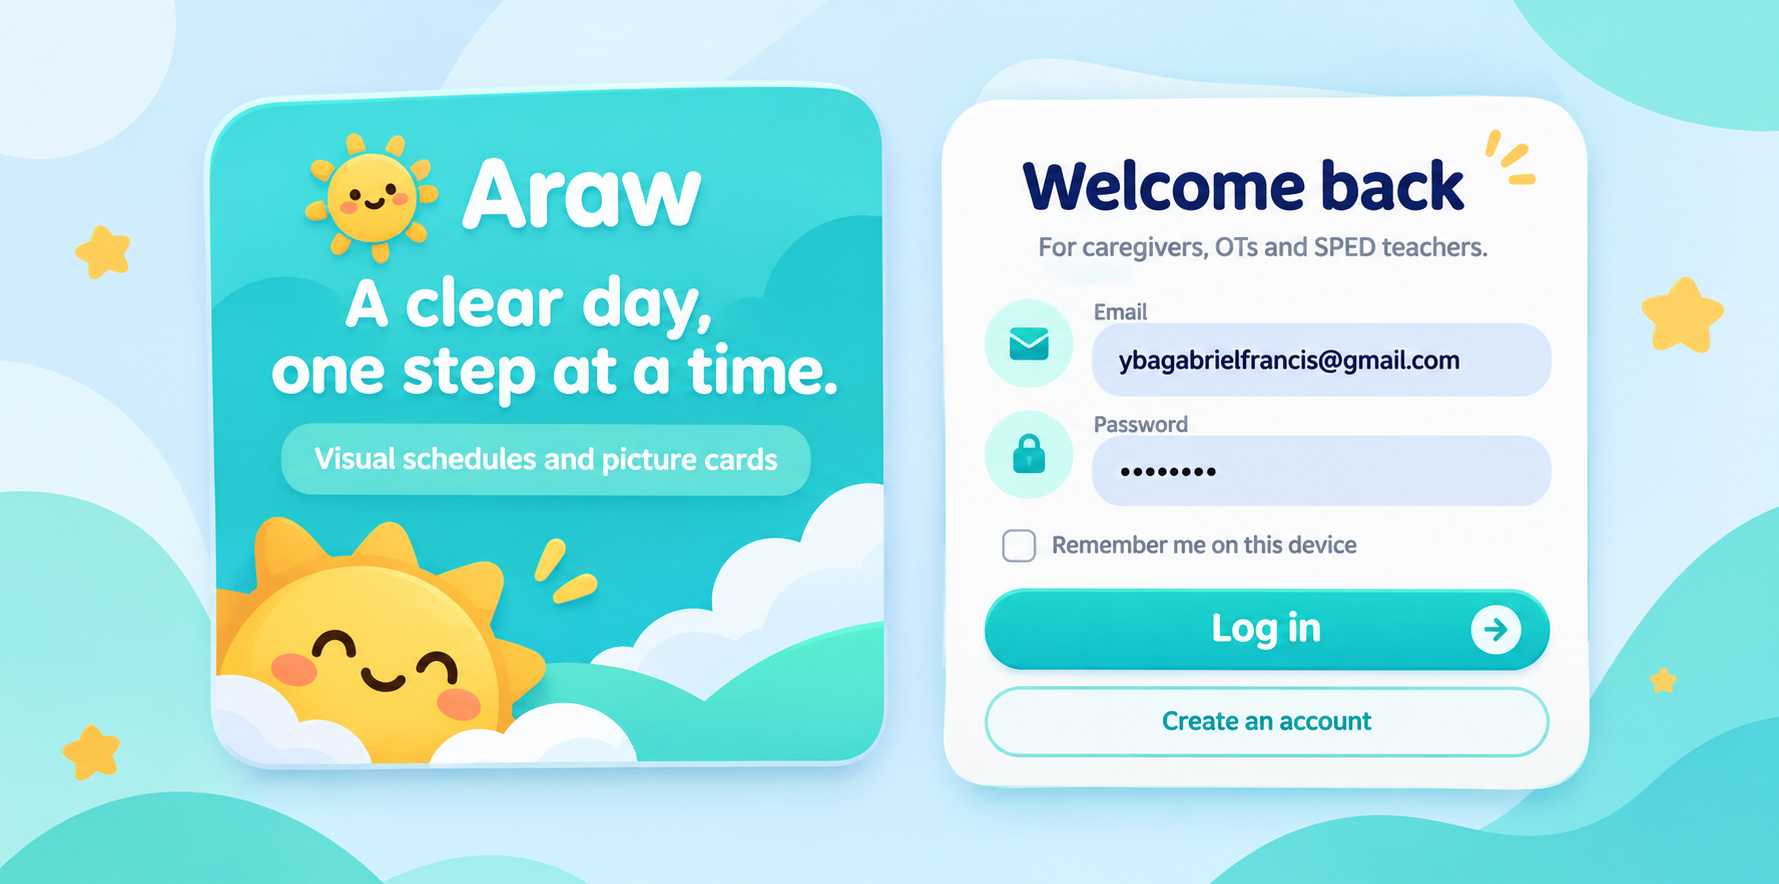 Araw
A clear day,
one step at a time.
Visual schedules and picture cards
Welcome back
For caregivers, OTs and SPED teachers.
Email
ybagabrielfrancis@gmail.com
Password
••••••••
Remember me on this device
Log in
Create an account